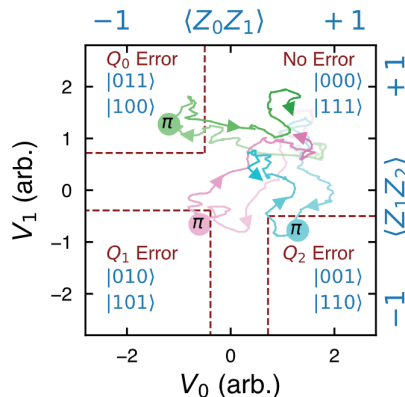 −1 ⟨Z₀Z₁⟩ +1
Q₀ Error
|011⟩
|100⟩
No Error
|000⟩
|111⟩
π
π
π
Q₁ Error
|010⟩
|101⟩
Q₂ Error
|001⟩
|110⟩
2
1
0
−1
−2
V₁ (arb.)
+1
⟨Z₁Z₂⟩
−1
−2 0 2
V₀ (arb.)